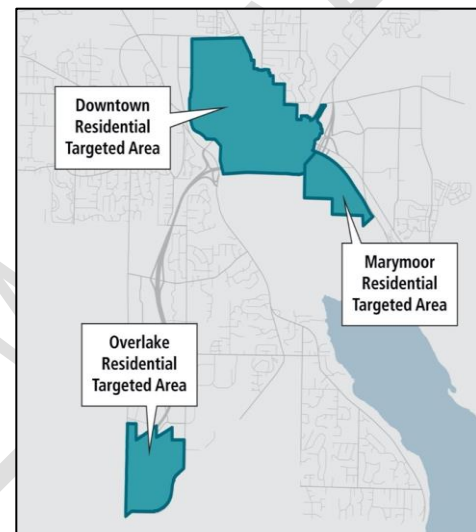 Downtown
Residential
Targeted Area
Marymoor
Residential
Targeted Area
Overlake
Residential
Targeted Area